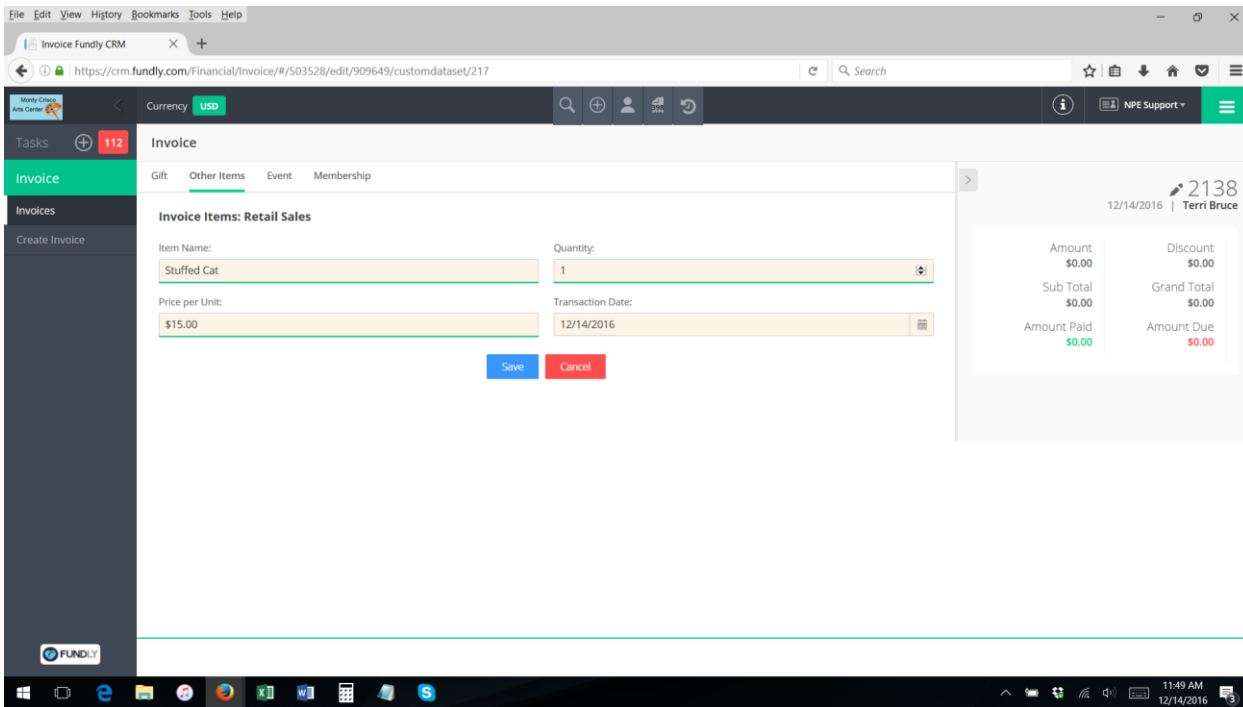 File Edit View History Bookmarks Tools Help
Invoice Fundly CRM
https://crm.fundly.com/Financial/Invoice/#/503528/edit/909649/customdataset/217
Search
Monty Crisco
Arts Center
Currency USD
NPE Support
Tasks 112
Invoice
Invoice
Invoices
Create Invoice
Gift Other Items Event Membership
Invoice Items: Retail Sales
Item Name: Quantity:
Stuffed Cat 1
Price per Unit: Transaction Date:
$15.00 12/14/2016
Save Cancel
2138
12/14/2016 | Terri Bruce
Amount Discount
$0.00 $0.00
Sub Total Grand Total
$0.00 $0.00
Amount Paid Amount Due
$0.00 $0.00
FUNDLY
11:49 AM
12/14/2016
3